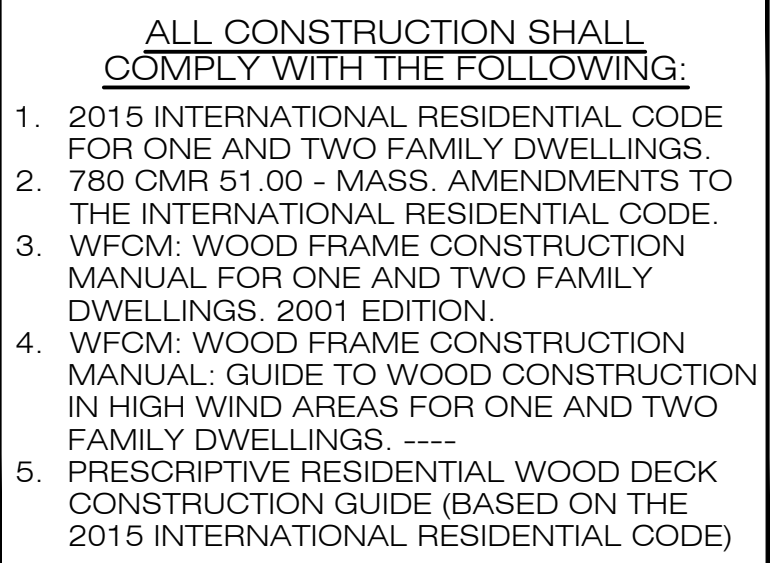 ALL CONSTRUCTION SHALL
COMPLY WITH THE FOLLOWING:
1. 2015 INTERNATIONAL RESIDENTIAL CODE
FOR ONE AND TWO FAMILY DWELLINGS.
2. 780 CMR 51.00 - MASS. AMENDMENTS TO
THE INTERNATIONAL RESIDENTIAL CODE.
3. WFCM: WOOD FRAME CONSTRUCTION
MANUAL FOR ONE AND TWO FAMILY
DWELLINGS. 2001 EDITION.
4. WFCM: WOOD FRAME CONSTRUCTION
MANUAL: GUIDE TO WOOD CONSTRUCTION
IN HIGH WIND AREAS FOR ONE AND TWO
FAMILY DWELLINGS. ----
5. PRESCRIPTIVE RESIDENTIAL WOOD DECK
CONSTRUCTION GUIDE (BASED ON THE
2015 INTERNATIONAL RESIDENTIAL CODE)